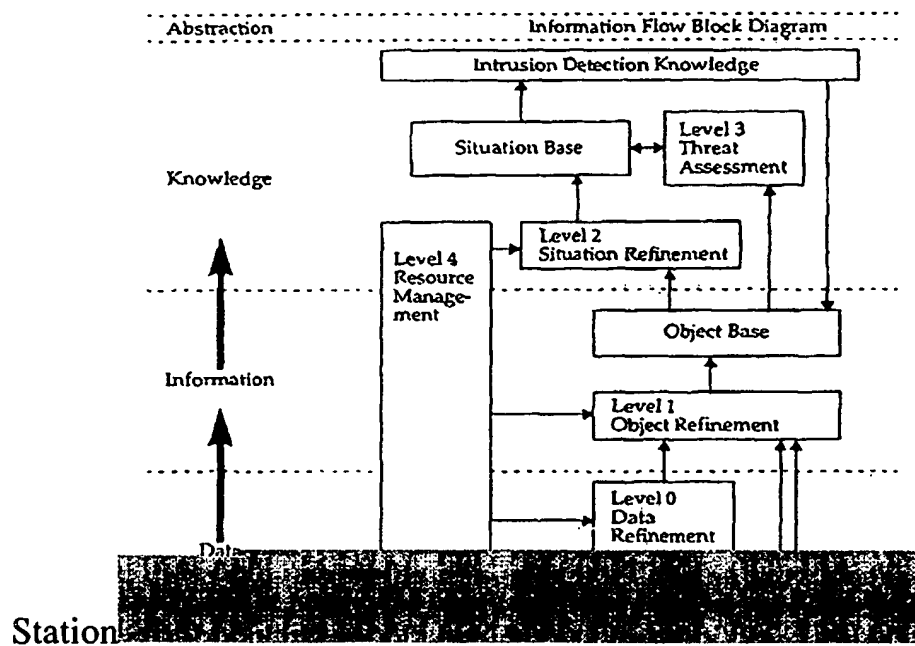 Abstraction
Information Flow Block Diagram
Intrusion Detection Knowledge
Situation Base
Level 3
Threat
Assessment
Knowledge
Level 2
Situation Refinement
Level 4
Resource
Manage-
ment
Object Base
Information
Level 1
Object Refinement
Level 0
Data
Refinement
Data
Station